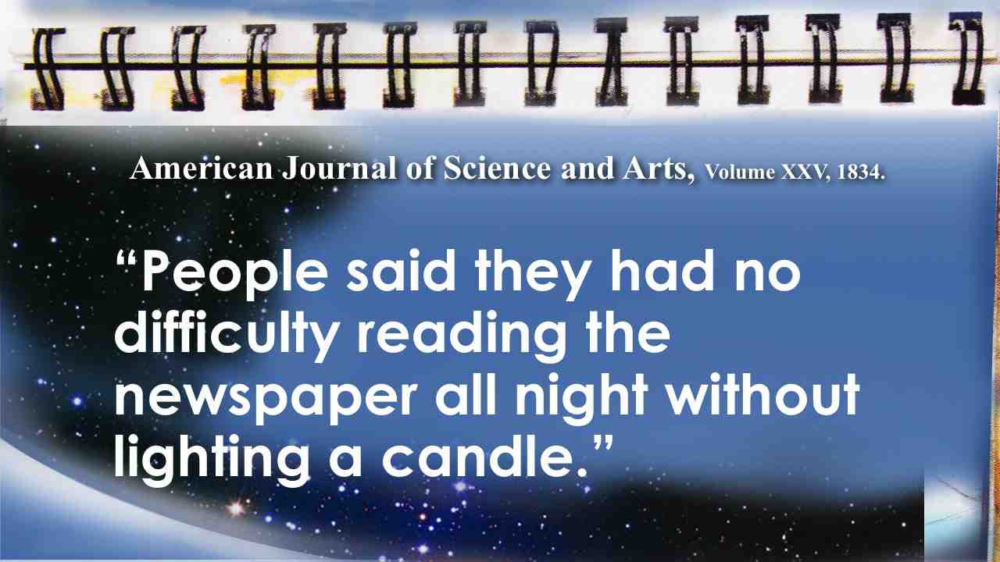 American Journal of Science and Arts, Volume XXV, 1834.
“People said they had no
difficulty reading the
newspaper all night without
lighting a candle.”